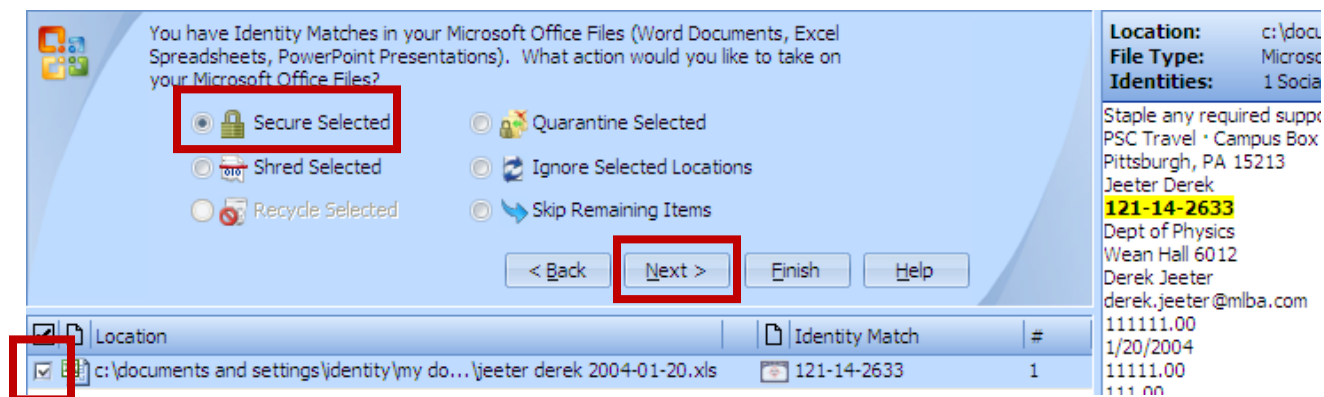 You have Identity Matches in your Microsoft Office Files (Word Documents, Excel
Spreadsheets, PowerPoint Presentations). What action would you like to take on
your Microsoft Office Files?
Secure Selected
Quarantine Selected
Shred Selected
Ignore Selected Locations
Recycle Selected
Skip Remaining Items
< Back
Next >
Finish
Help
Location
Identity Match
#
c:\documents and settings\identity\my do...\jeeter derek 2004-01-20.xls
121-14-2633
1
Location: c:\docu
File Type: Microso
Identities: 1 Socia
Staple any required suppo
PSC Travel · Campus Box
Pittsburgh, PA 15213
Jeeter Derek
121-14-2633
Dept of Physics
Wean Hall 6012
Derek Jeeter
derek.jeeter@mlba.com
111111.00
1/20/2004
11111.00
111.00